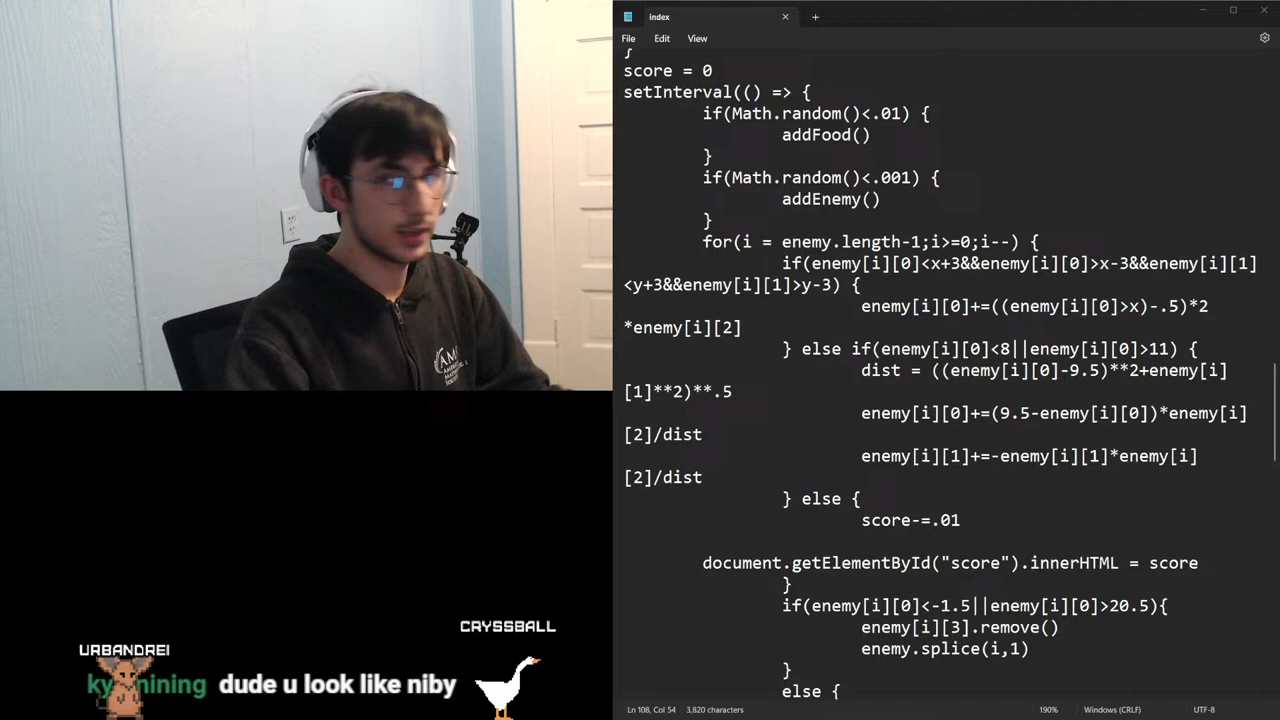 index
File Edit View
score = 0
setInterval(() => {
if(Math.random()<.01) {
addFood()
}
if(Math.random()<.001) {
addEnemy()
}
for(i = enemy.length-1;i>=0;i--) {
if(enemy[i][0]<x+3&&enemy[i][0]>x-3&&enemy[i][1]
<y+3&&enemy[i][1]>y-3) {
enemy[i][0]+=((enemy[i][0]>x)-.5)*2
*enemy[i][2]
} else if(enemy[i][0]<8||enemy[i][0]>11) {
dist = ((enemy[i][0]-9.5)**2+enemy[i]
[1]**2)**.5
enemy[i][0]+=(9.5-enemy[i][0])*enemy[i]
[2]/dist
enemy[i][1]+=-enemy[i][1]*enemy[i]
[2]/dist
} else {
score-=.01
document.getElementById("score").innerHTML = score
}
if(enemy[i][0]<-1.5||enemy[i][0]>20.5){
enemy[i][3].remove()
enemy.splice(i,1)
}
else {
Ln 108, Col 54 3,820 characters 190% Windows (CRLF) UTF-8
CRYSSBALL
URBANDREI
dude u look like niby